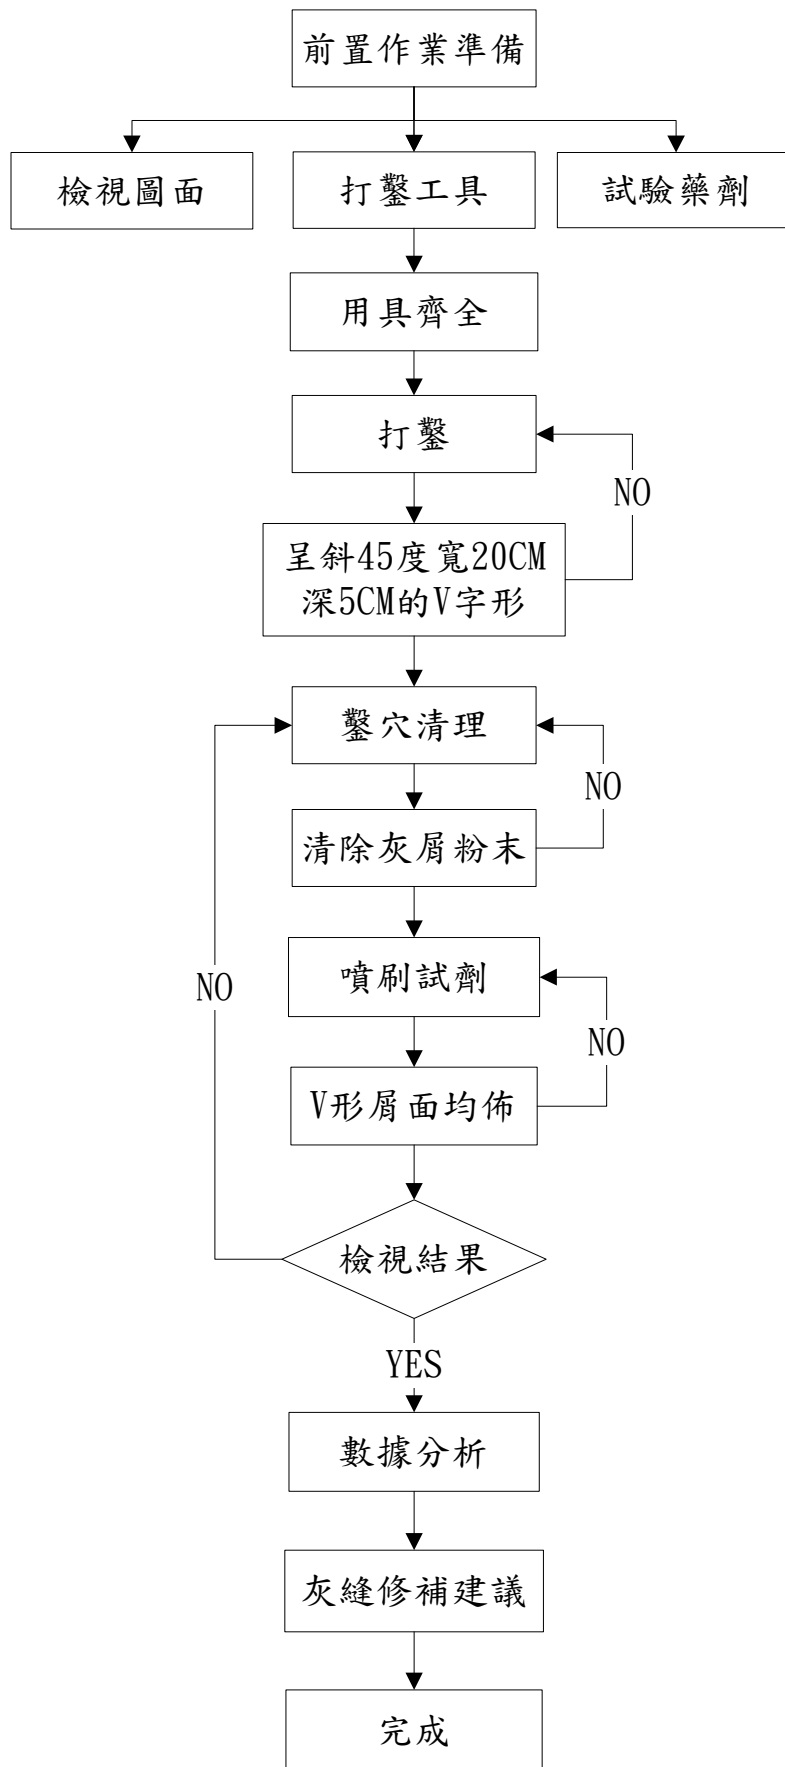 前置作業準備
檢視圖面
打鑿工具
試驗藥劑
用具齊全
打鑿
NO
呈斜45度寬20CM
深5CM的V字形
鑿穴清理
NO
清除灰屑粉末
噴刷試劑
NO
NO
V形屑面均佈
檢視結果
YES
數據分析
灰縫修補建議
完成